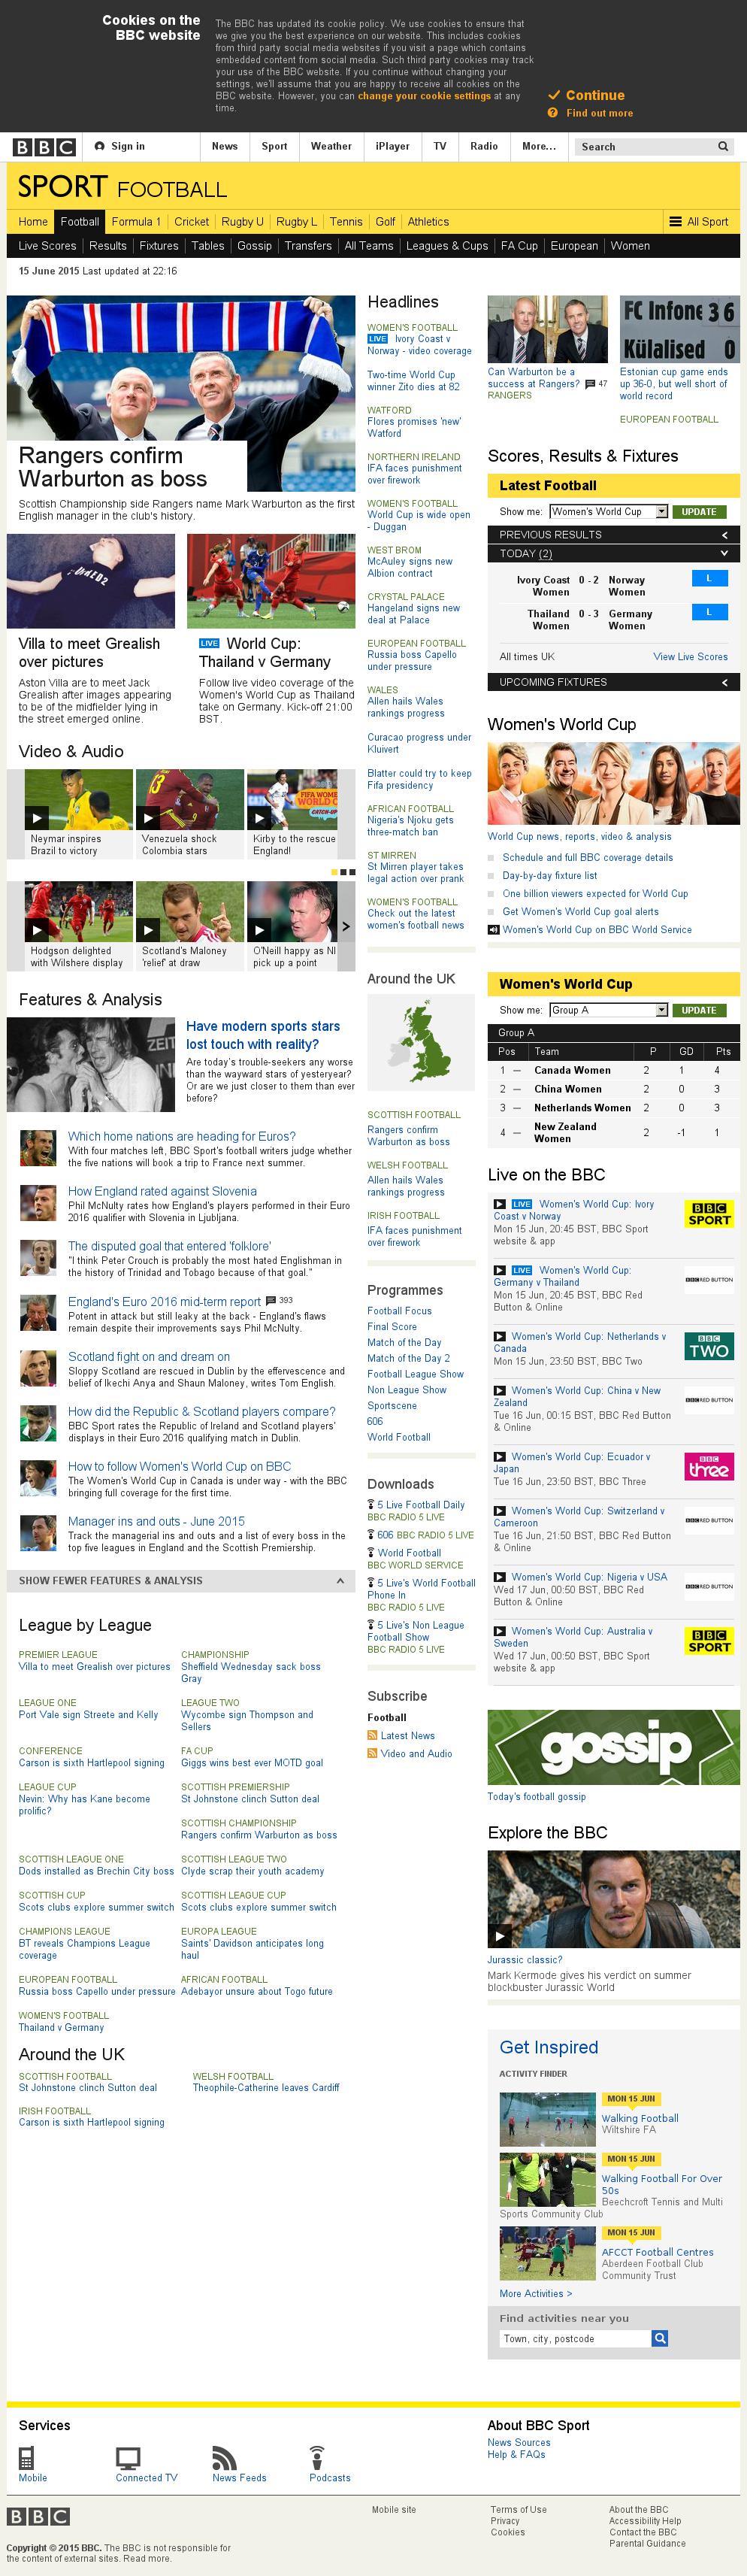 Cookies on the
BBC website
The BBC has updated its cookie policy. We use cookies to ensure that
we give you the best experience on our website. This includes cookies
from third party social media websites if you visit a page which contains
embedded content from social media. Such third party cookies may track
your use of the BBC website. If you continue without changing your
settings, we'll assume that you are happy to receive all cookies on the
BBC website. However, you can change your cookie settings at any
time.
Continue
Find out more
BBC Sign in News Sport Weather iPlayer TV Radio More... Search
SPORT FOOTBALL
Home Football Formula 1 Cricket Rugby U Rugby L Tennis Golf Athletics All Sport
Live Scores Results Fixtures Tables Gossip Transfers All Teams Leagues & Cups FA Cup European Women
15 June 2015 Last updated at 22:16
Rangers confirm
Warburton as boss
Scottish Championship side Rangers name Mark Warburton as the first
English manager in the club's history.
Villa to meet Grealish
over pictures
Aston Villa are to meet Jack
Grealish after images appearing
to be of the midfielder lying in
the street emerged online.
LIVE World Cup:
Thailand v Germany
Follow live video coverage of the
Women's World Cup as Thailand
take on Germany. Kick-off 21:00
BST.
Video & Audio
Neymar inspires
Brazil to victory
Venezuela shock
Colombia stars
Kirby to the rescue
England!
Hodgson delighted
with Wilshere display
Scotland's Maloney
'relief' at draw
O'Neill happy as NI
pick up a point
Features & Analysis
Have modern sports stars
lost touch with reality?
Are today's trouble-seekers any worse
than the wayward stars of yesteryear?
Or are we just closer to them than ever
before?
Which home nations are heading for Euros?
With four matches left, BBC Sport's football writers judge whether
the five nations will book a trip to France next summer.
How England rated against Slovenia
Phil McNulty rates how England's players performed in the Euro
2016 qualifier with Slovenia in Ljubljana.
The disputed goal that entered 'folklore'
"I think Peter Crouch is probably the most hated Englishman in
the history of Trinidad and Tobago because of that goal."
England's Euro 2016 mid-term report 393
Potent in attack but still leaky at the back - England's flaws
remain despite their improvements says Phil McNulty.
Scotland fight on and dream on
Sloppy Scotland are rescued in Dublin by the effervescence and
belief of Ikechi Anya and Shaun Maloney, writes Tom English.
How did the Republic & Scotland players compare?
BBC Sport rates the Republic of Ireland and Scotland players'
displays in their Euro 2016 qualifying match in Dublin.
How to follow Women's World Cup on BBC
The Women's World Cup in Canada is under way - with the BBC
bringing full coverage for the first time.
Manager ins and outs - June 2015
Track the managerial ins and outs and a list of every boss in the
top five leagues in England and the Scottish Premiership.
SHOW FEWER FEATURES & ANALYSIS
League by League
PREMIER LEAGUE
Villa to meet Grealish over pictures
CHAMPIONSHIP
Sheffield Wednesday sack boss
Gray
LEAGUE ONE
Port Vale sign Streete and Kelly
LEAGUE TWO
Wycombe sign Thompson and
Sellers
CONFERENCE
Carson is sixth Hartlepool signing
FA CUP
Giggs wins best ever MOTD goal
LEAGUE CUP
Nevin: Why has Kane become
prolific?
SCOTTISH PREMIERSHIP
St Johnstone clinch Sutton deal
SCOTTISH CHAMPIONSHIP
Rangers confirm Warburton as boss
SCOTTISH LEAGUE ONE
Dods installed as Brechin City boss
SCOTTISH LEAGUE TWO
Clyde scrap their youth academy
SCOTTISH CUP
Scots clubs explore summer switch
SCOTTISH LEAGUE CUP
Scots clubs explore summer switch
CHAMPIONS LEAGUE
BT reveals Champions League
coverage
EUROPA LEAGUE
Saints' Davidson anticipates long
haul
EUROPEAN FOOTBALL
Russia boss Capello under pressure
AFRICAN FOOTBALL
Adebayor unsure about Togo future
WOMEN'S FOOTBALL
Thailand v Germany
Around the UK
SCOTTISH FOOTBALL
St Johnstone clinch Sutton deal
WELSH FOOTBALL
Theophile-Catherine leaves Cardiff
IRISH FOOTBALL
Carson is sixth Hartlepool signing
Headlines
WOMEN'S FOOTBALL
LIVE Ivory Coast v
Norway - video coverage
Two-time World Cup
winner Zito dies at 82
WATFORD
Flores promises 'new'
Watford
NORTHERN IRELAND
IFA faces punishment
over firework
WOMEN'S FOOTBALL
World Cup is wide open
- Duggan
WEST BROM
McAuley signs new
Albion contract
CRYSTAL PALACE
Hangeland signs new
deal at Palace
EUROPEAN FOOTBALL
Russia boss Capello
under pressure
WALES
Allen hails Wales
rankings progress
Curacao progress under
Kluivert
Blatter could try to keep
Fifa presidency
AFRICAN FOOTBALL
Nigeria's Njoku gets
three-match ban
ST MIRREN
St Mirren player takes
legal action over prank
WOMEN'S FOOTBALL
Check out the latest
women's football news
Around the UK
SCOTTISH FOOTBALL
Rangers confirm
Warburton as boss
WELSH FOOTBALL
Allen hails Wales
rankings progress
IRISH FOOTBALL
IFA faces punishment
over firework
Programmes
Football Focus
Final Score
Match of the Day
Match of the Day 2
Football League Show
Non League Show
Sportscene
606
World Football
Downloads
5 Live Football Daily
BBC RADIO 5 LIVE
606 BBC RADIO 5 LIVE
World Football
BBC WORLD SERVICE
5 Live's World Football
Phone In
BBC RADIO 5 LIVE
5 Live's Non League
Football Show
BBC RADIO 5 LIVE
Subscribe
Football
Latest News
Video and Audio
FC Infone 36
Külalised 0
Can Warburton be a
success at Rangers? 47
RANGERS
Estonian cup game ends
up 36-0, but well short of
world record
EUROPEAN FOOTBALL
Scores, Results & Fixtures
Latest Football
Show me: Women's World Cup UPDATE
PREVIOUS RESULTS
TODAY (2)
Ivory Coast 0 - 2 Norway L
Women Women
Thailand 0 - 3 Germany L
Women Women
All times UK View Live Scores
UPCOMING FIXTURES
Women's World Cup
World Cup news, reports, video & analysis
Schedule and full BBC coverage details
Day-by-day fixture list
One billion viewers expected for World Cup
Get Women's World Cup goal alerts
Women's World Cup on BBC World Service
Women's World Cup
Show me: Group A UPDATE
Group A
Pos Team P GD Pts
1 Canada Women 2 1 4
2 China Women 2 0 3
3 Netherlands Women 2 0 3
4 New Zealand Women 2 -1 1
Live on the BBC
LIVE Women's World Cup: Ivory
Coast v Norway
Mon 15 Jun, 20:45 BST, BBC Sport
website & app
BBC SPORT
LIVE Women's World Cup:
Germany v Thailand
Mon 15 Jun, 20:45 BST, BBC Red
Button & Online
BBC RED BUTTON
Women's World Cup: Netherlands v
Canada
Mon 15 Jun, 23:50 BST, BBC Two
BBC TWO
Women's World Cup: China v New
Zealand
Tue 16 Jun, 00:15 BST, BBC Red Button
& Online
BBC RED BUTTON
Women's World Cup: Ecuador v
Japan
Tue 16 Jun, 23:50 BST, BBC Three
BBC three
Women's World Cup: Switzerland v
Cameroon
Tue 16 Jun, 21:50 BST, BBC Red Button
& Online
BBC RED BUTTON
Women's World Cup: Nigeria v USA
Wed 17 Jun, 00:50 BST, BBC Red
Button & Online
BBC RED BUTTON
Women's World Cup: Australia v
Sweden
Wed 17 Jun, 00:50 BST, BBC Sport
website & app
BBC SPORT
gossip
Today's football gossip
Explore the BBC
Jurassic classic?
Mark Kermode gives his verdict on summer
blockbuster Jurassic World
Get Inspired
ACTIVITY FINDER
MON 15 JUN
Walking Football
Wiltshire FA
MON 15 JUN
Walking Football For Over
50s
Beechcroft Tennis and Multi
Sports Community Club
MON 15 JUN
AFCCT Football Centres
Aberdeen Football Club
Community Trust
More Activities >
Find activities near you
Town, city, postcode
Services
Mobile Connected TV News Feeds Podcasts
About BBC Sport
News Sources
Help & FAQs
BBC
Mobile site
Terms of Use
Privacy
Cookies
About the BBC
Accessibility Help
Contact the BBC
Parental Guidance
Copyright © 2015 BBC. The BBC is not responsible for
the content of external sites. Read more.